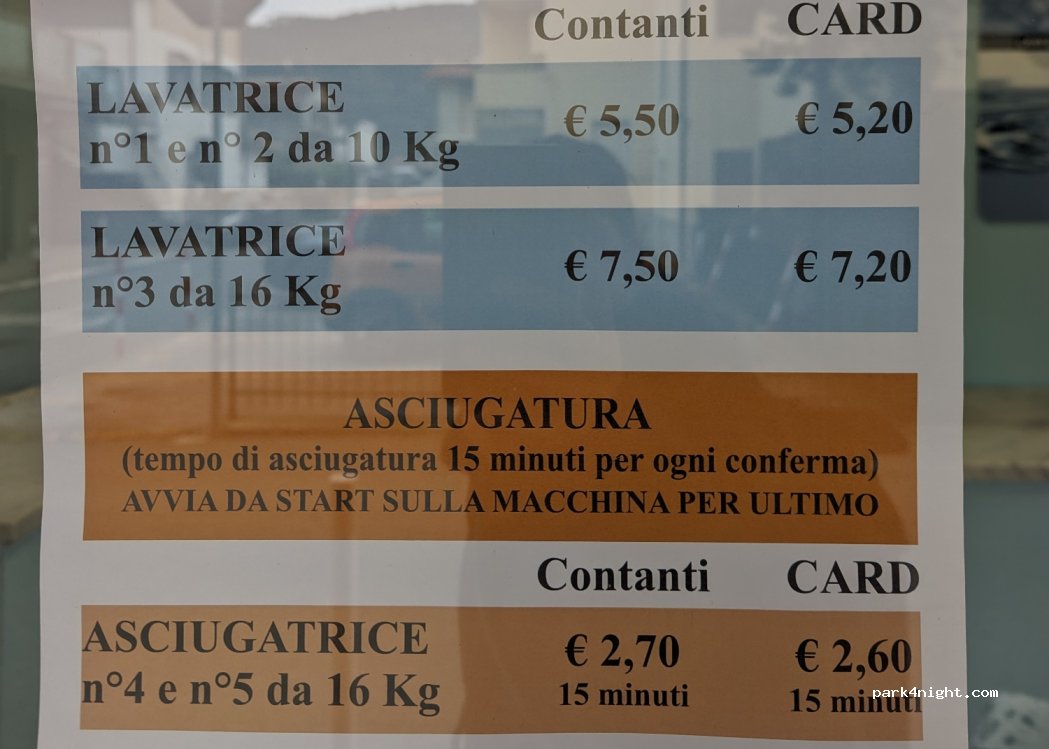 Contanti CARD
LAVATRICE
n°1 e n° 2 da 10 Kg
€ 5,50 € 5,20
LAVATRICE
n°3 da 16 Kg
€ 7,50 € 7,20
ASCIUGATURA
(tempo di asciugatura 15 minuti per ogni conferma)
AVVIA DA START SULLA MACCHINA PER ULTIMO
Contanti CARD
ASCIUGATRICE
n°4 e n°5 da 16 Kg
€ 2,70 € 2,60
15 minuti 15 minuti
park4night.com